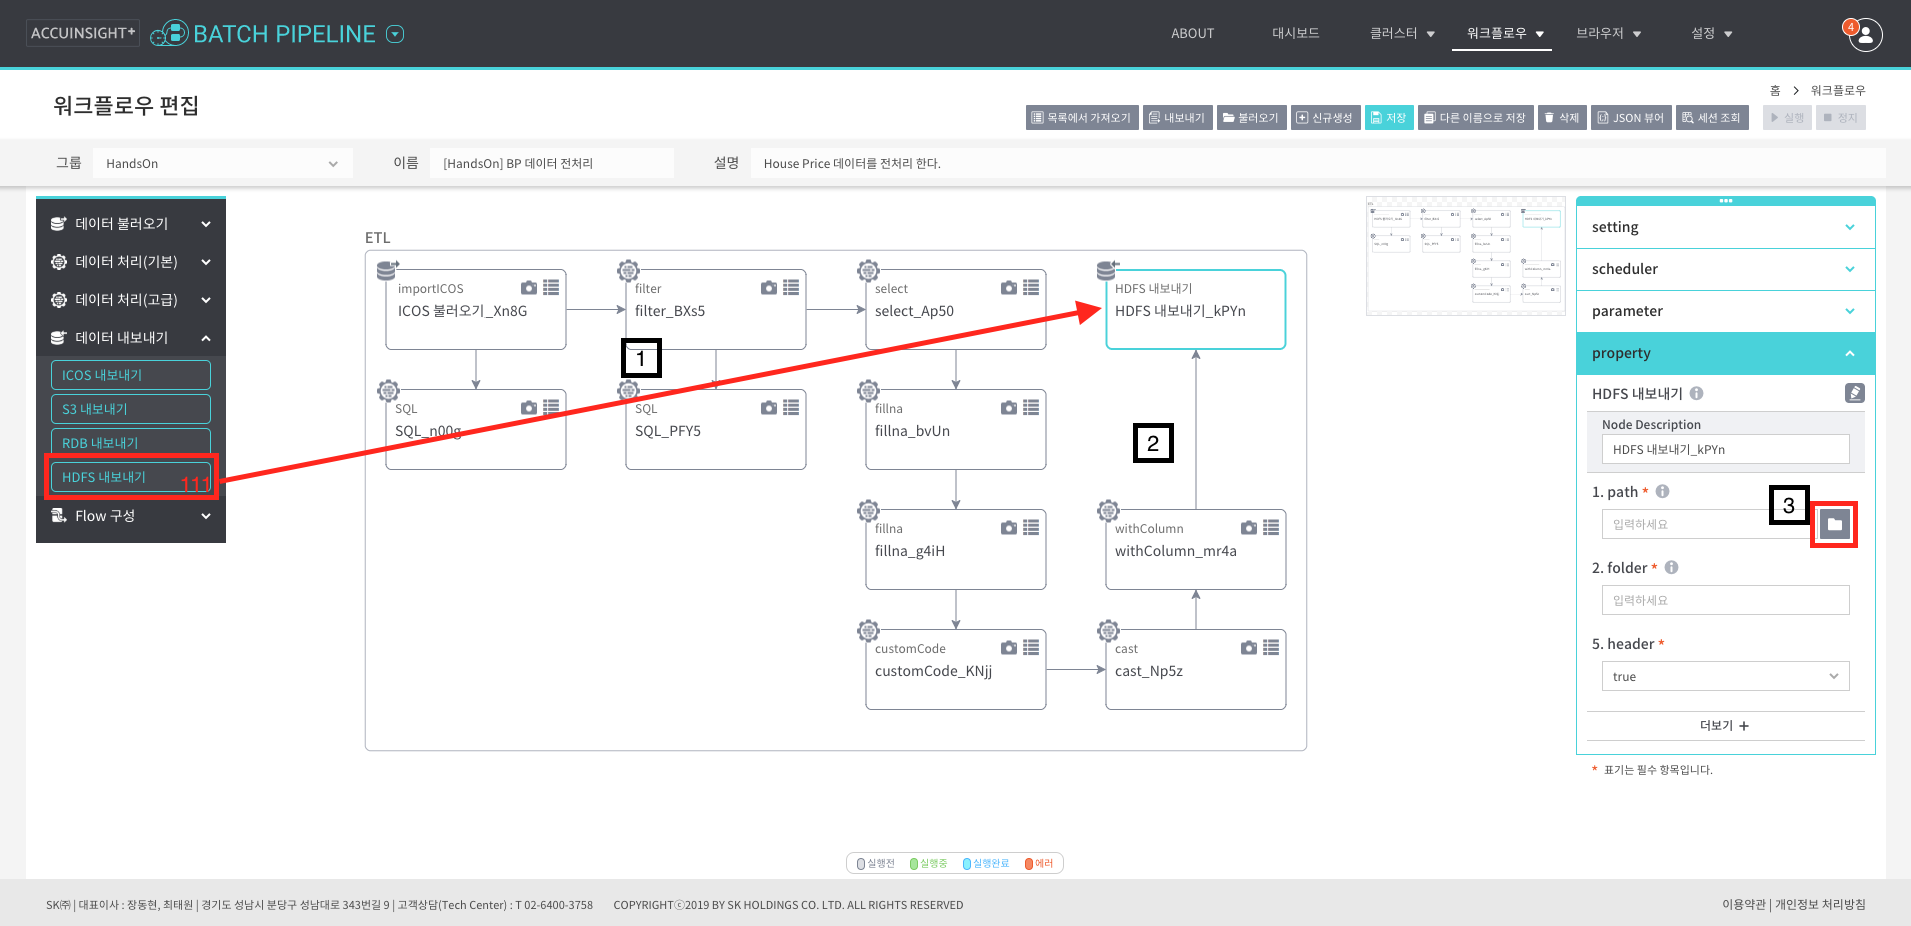 ACCUINSIGHT+
BATCH PIPELINE
ABOUT
대시보드
클러스터
워크플로우
브라우저
설정
4
워크플로우 편집
홈 > 워크플로우
목록에서 가져오기
내보내기
불러오기
신규생성
저장
다른 이름으로 저장
삭제
JSON 뷰어
세션 조회
실행
정지
그룹
HandsOn
이름
[HandsOn] BP 데이터 전처리
설명
House Price 데이터를 전처리 한다.
데이터 불러오기
데이터 처리(기본)
데이터 처리(고급)
데이터 내보내기
ICOS 내보내기
S3 내보내기
RDB 내보내기
HDFS 내보내기
111
Flow 구성
ETL
importICOS
ICOS 불러오기_Xn8G
filter
filter_BXs5
select
select_Ap50
HDFS 내보내기
HDFS 내보내기_kPYn
1
SQL
SQL_n00g
SQL
SQL_PFY5
fillna
fillna_bvUn
2
fillna
fillna_g4iH
withColumn
withColumn_mr4a
customCode
customCode_KNjj
cast
cast_Np5z
setting
scheduler
parameter
property
HDFS 내보내기
Node Description
HDFS 내보내기_kPYn
1. path *
입력하세요
3
2. folder *
입력하세요
5. header *
true
더보기 +
* 표기는 필수 항목입니다.
실행전
실행중
실행완료
에러
SK㈜ | 대표이사 : 장동현, 최태원 | 경기도 성남시 분당구 성남대로 343번길 9 | 고객상담(Tech Center) : T 02-6400-3758
COPYRIGHTⓒ2019 BY SK HOLDINGS CO. LTD. ALL RIGHTS RESERVED
이용약관 | 개인정보 처리방침